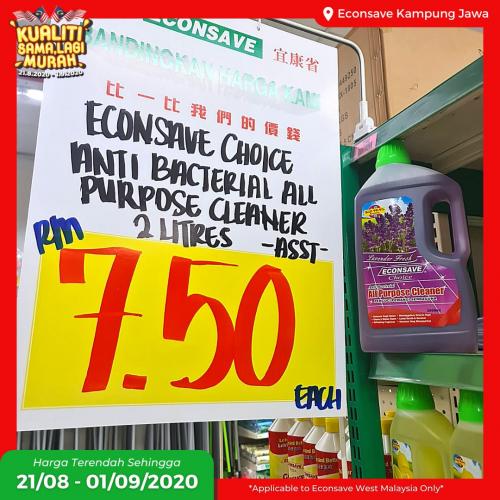 KUALITI
SAMA, LAGI
MURAH
21.8.2020 - 1.9.2020
Econsave Kampung Jawa
ECONSAVE
宜康省
BANDINGKAN HARGA KAMI
比一比我們的價錢
ECONSAVE CHOICE
ANTI BACTERIAL ALL
PURPOSE CLEANER
2 LITRES -ASST-
RM
7.50
EACH
Lavender Fresh
ECONSAVE
Choice
Anti Bacterial
All Purpose Cleaner
Harga Terendah Sehingga
21/08 - 01/09/2020
*Applicable to Econsave West Malaysia Only*